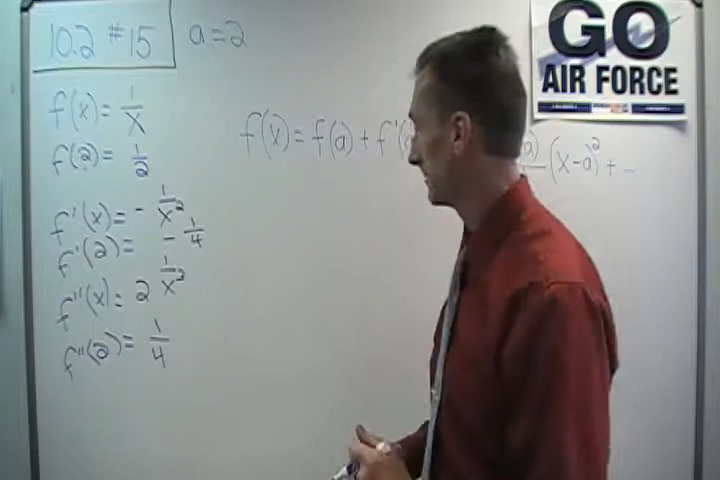 10.2 #15 a=2
f(x)= 1/x
f(2)= 1/2
f'(x)= - 1/x²
f'(2)= - 1/4
f''(x)= 2 1/x²
f''(2)= 1/4
f(x)= f(a) + f'(a) (x-a)² + ...
GO
AIR FORCE